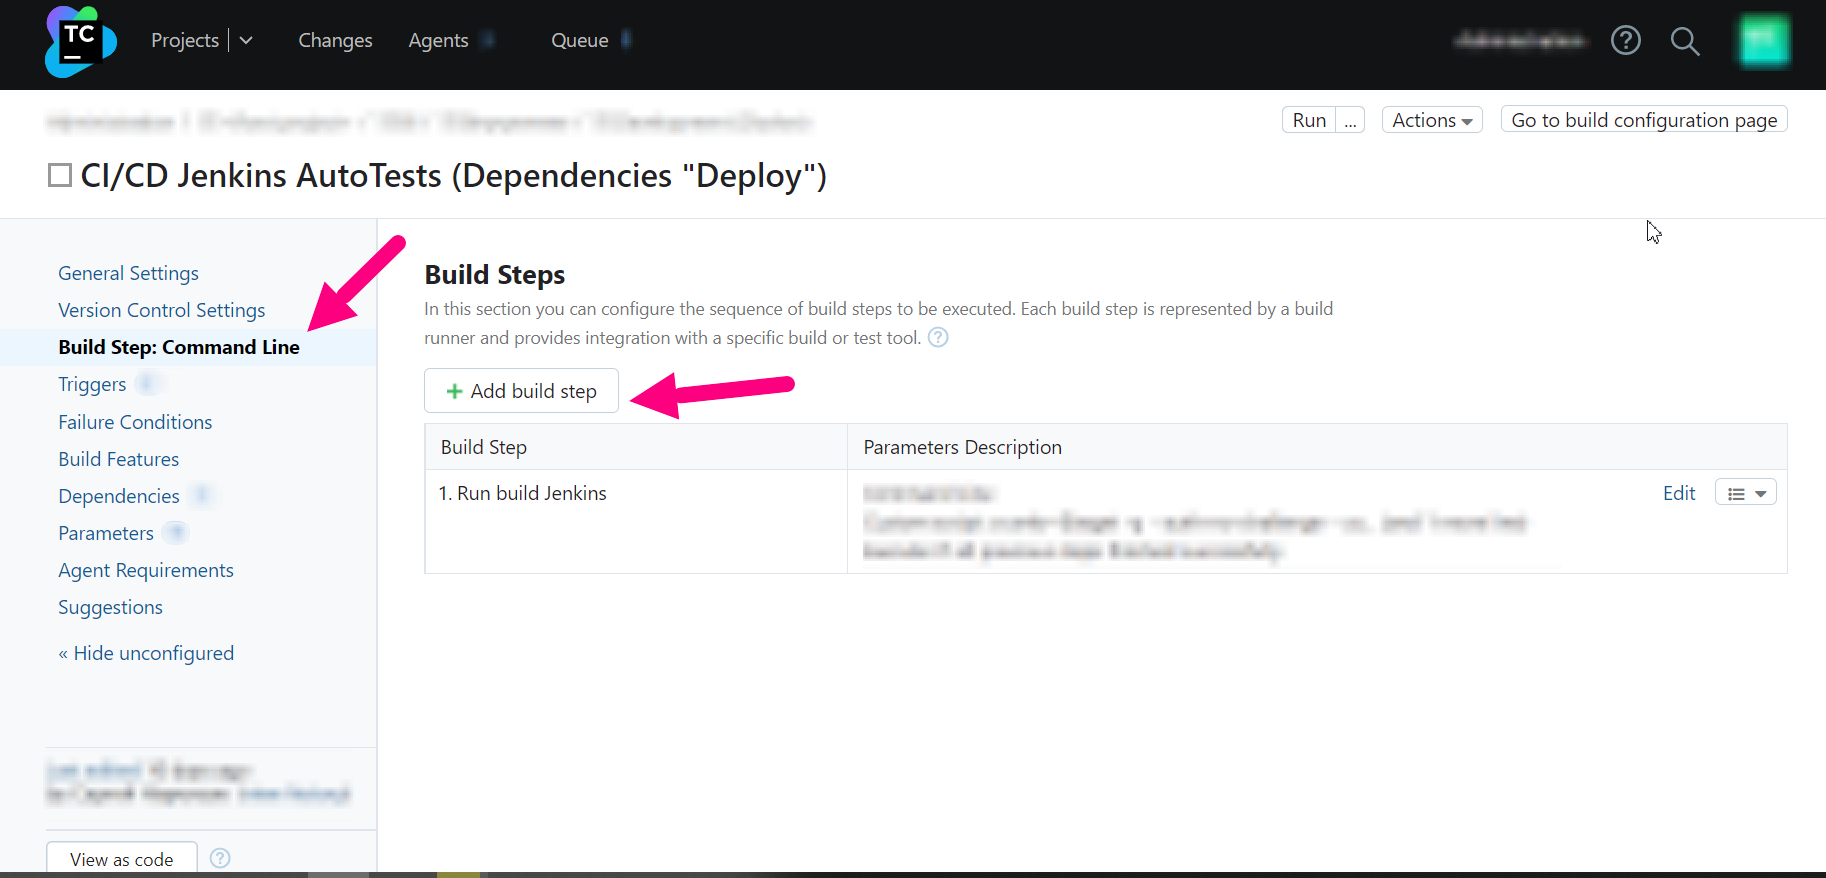 TC
Projects
Changes
Agents
Queue
Run ...
Actions
Go to build configuration page
CI/CD Jenkins AutoTests (Dependencies "Deploy")
General Settings
Version Control Settings
Build Step: Command Line
Triggers
Failure Conditions
Build Features
Dependencies
Parameters
Agent Requirements
Suggestions
« Hide unconfigured
View as code
Build Steps
In this section you can configure the sequence of build steps to be executed. Each build step is represented by a build
runner and provides integration with a specific build or test tool.
+ Add build step
Build Step
Parameters Description
1. Run build Jenkins
Edit